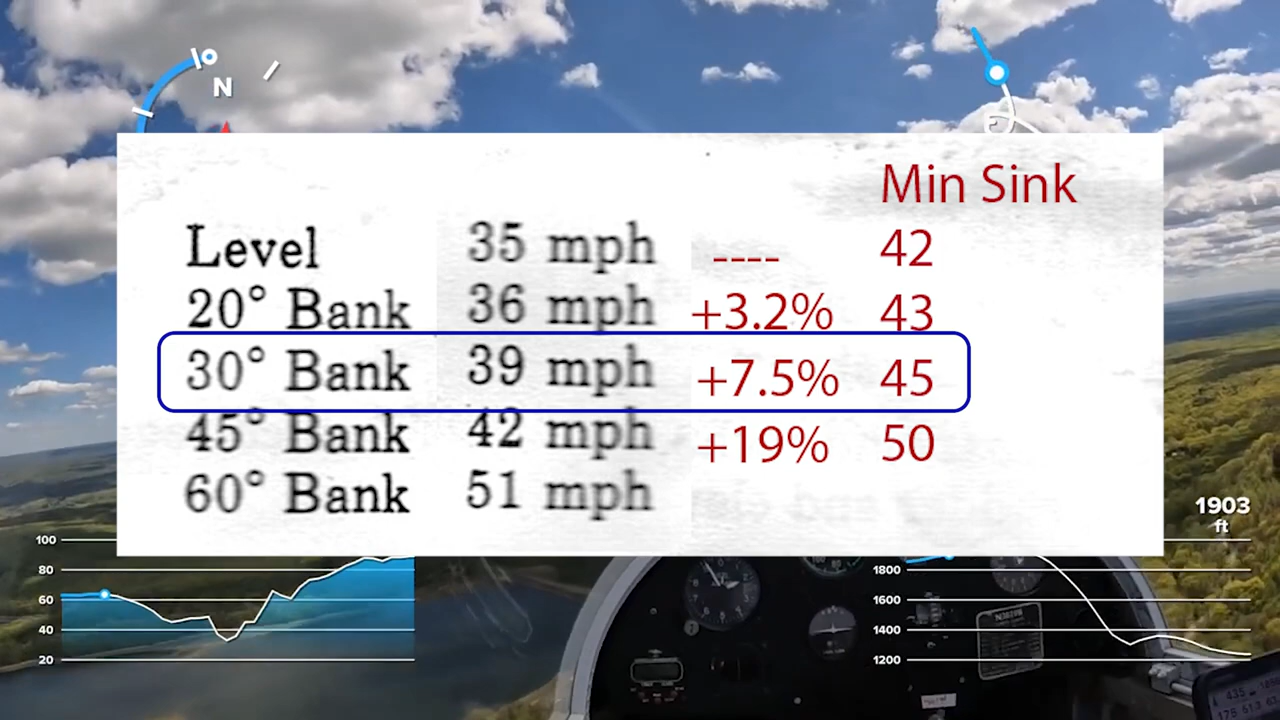 N
Min Sink
Level 35 mph ---- 42
20° Bank 36 mph +3.2% 43
30° Bank 39 mph +7.5% 45
45° Bank 42 mph +19% 50
60° Bank 51 mph
1903
ft
100
80
60
40
20
1800
1600
1400
1200